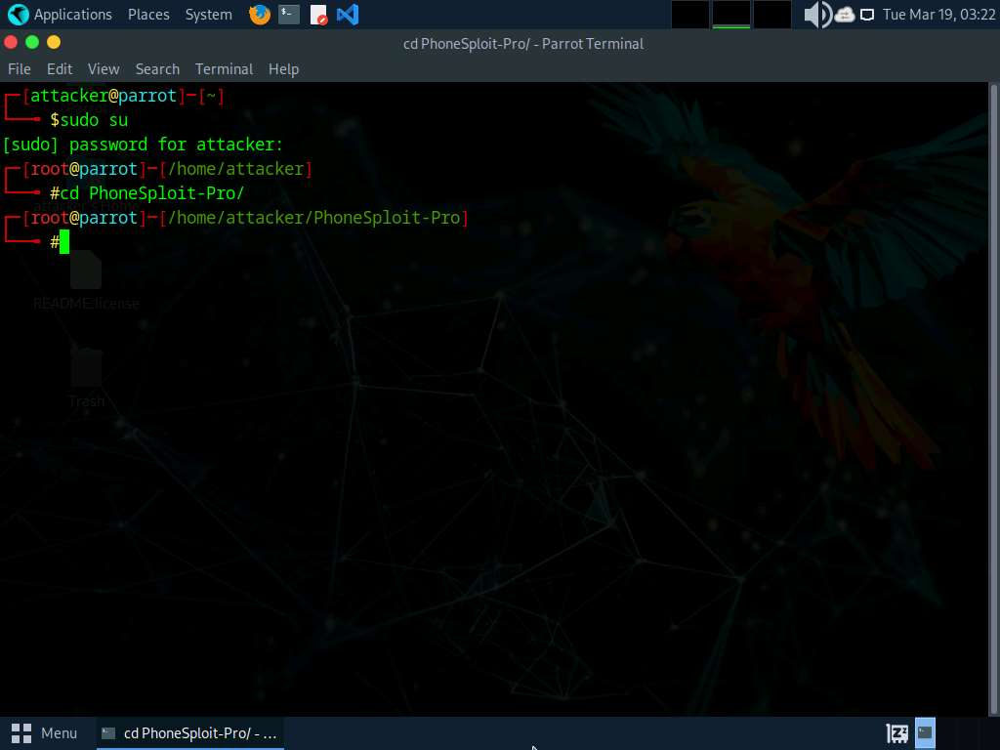 Applications Places System Tue Mar 19, 03:22
cd PhoneSploit-Pro/ - Parrot Terminal
File Edit View Search Terminal Help
[attacker@parrot]─[~]
$sudo su
[sudo] password for attacker:
[root@parrot]─[/home/attacker]
#cd PhoneSploit-Pro/
[root@parrot]─[/home/attacker/PhoneSploit-Pro]
#
README.license
Trash
Menu cd PhoneSploit-Pro/ - ...